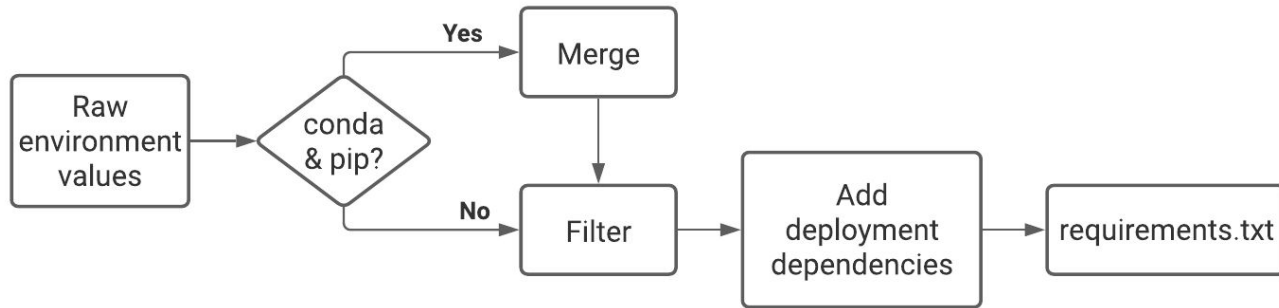 Raw
environment
values
conda
& pip?
Yes
Merge
No
Filter
Add
deployment
dependencies
requirements.txt